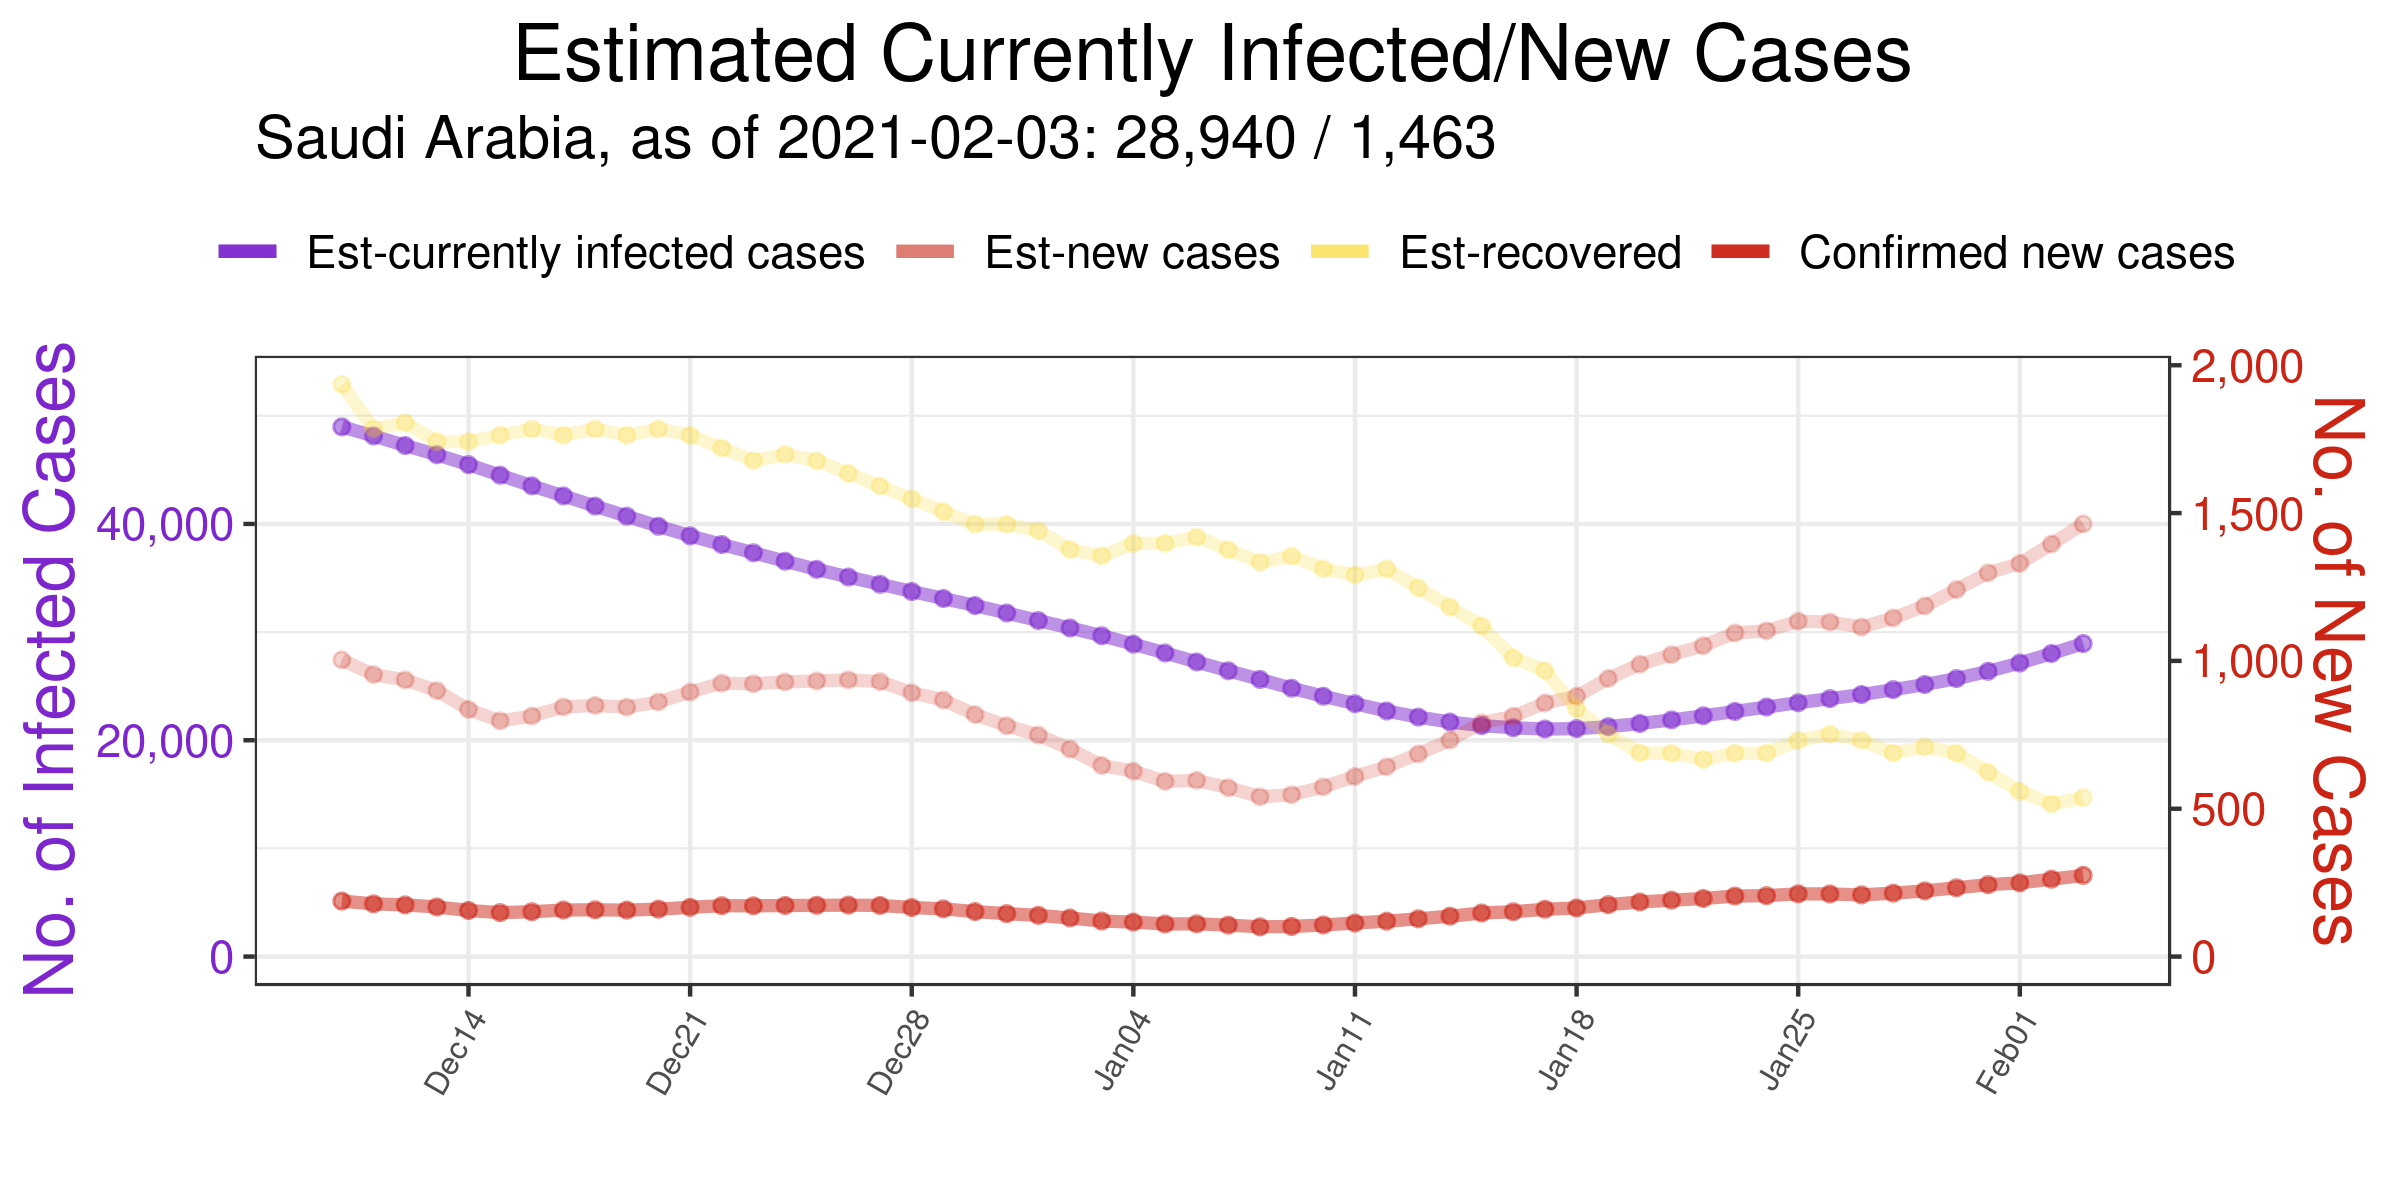 Estimated Currently Infected/New Cases
Saudi Arabia, as of 2021-02-03: 28,940 / 1,463
Est-currently infected cases Est-new cases Est-recovered Confirmed new cases
No. of Infected Cases
40,000
20,000
0
2,000
1,500
1,000
500
0
No. of New Cases
Dec14 Dec21 Dec28 Jan04 Jan11 Jan18 Jan25 Feb01